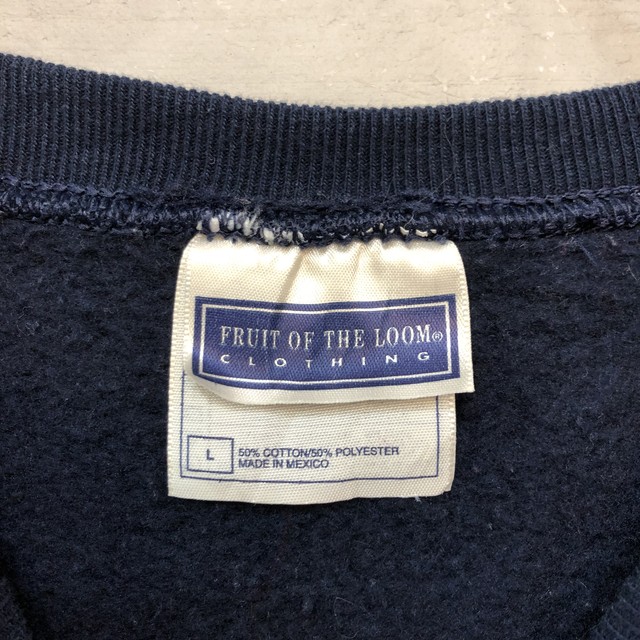 FRUIT OF THE LOOM®
CLOTHING
L
50% COTTON/50% POLYESTER
MADE IN MEXICO